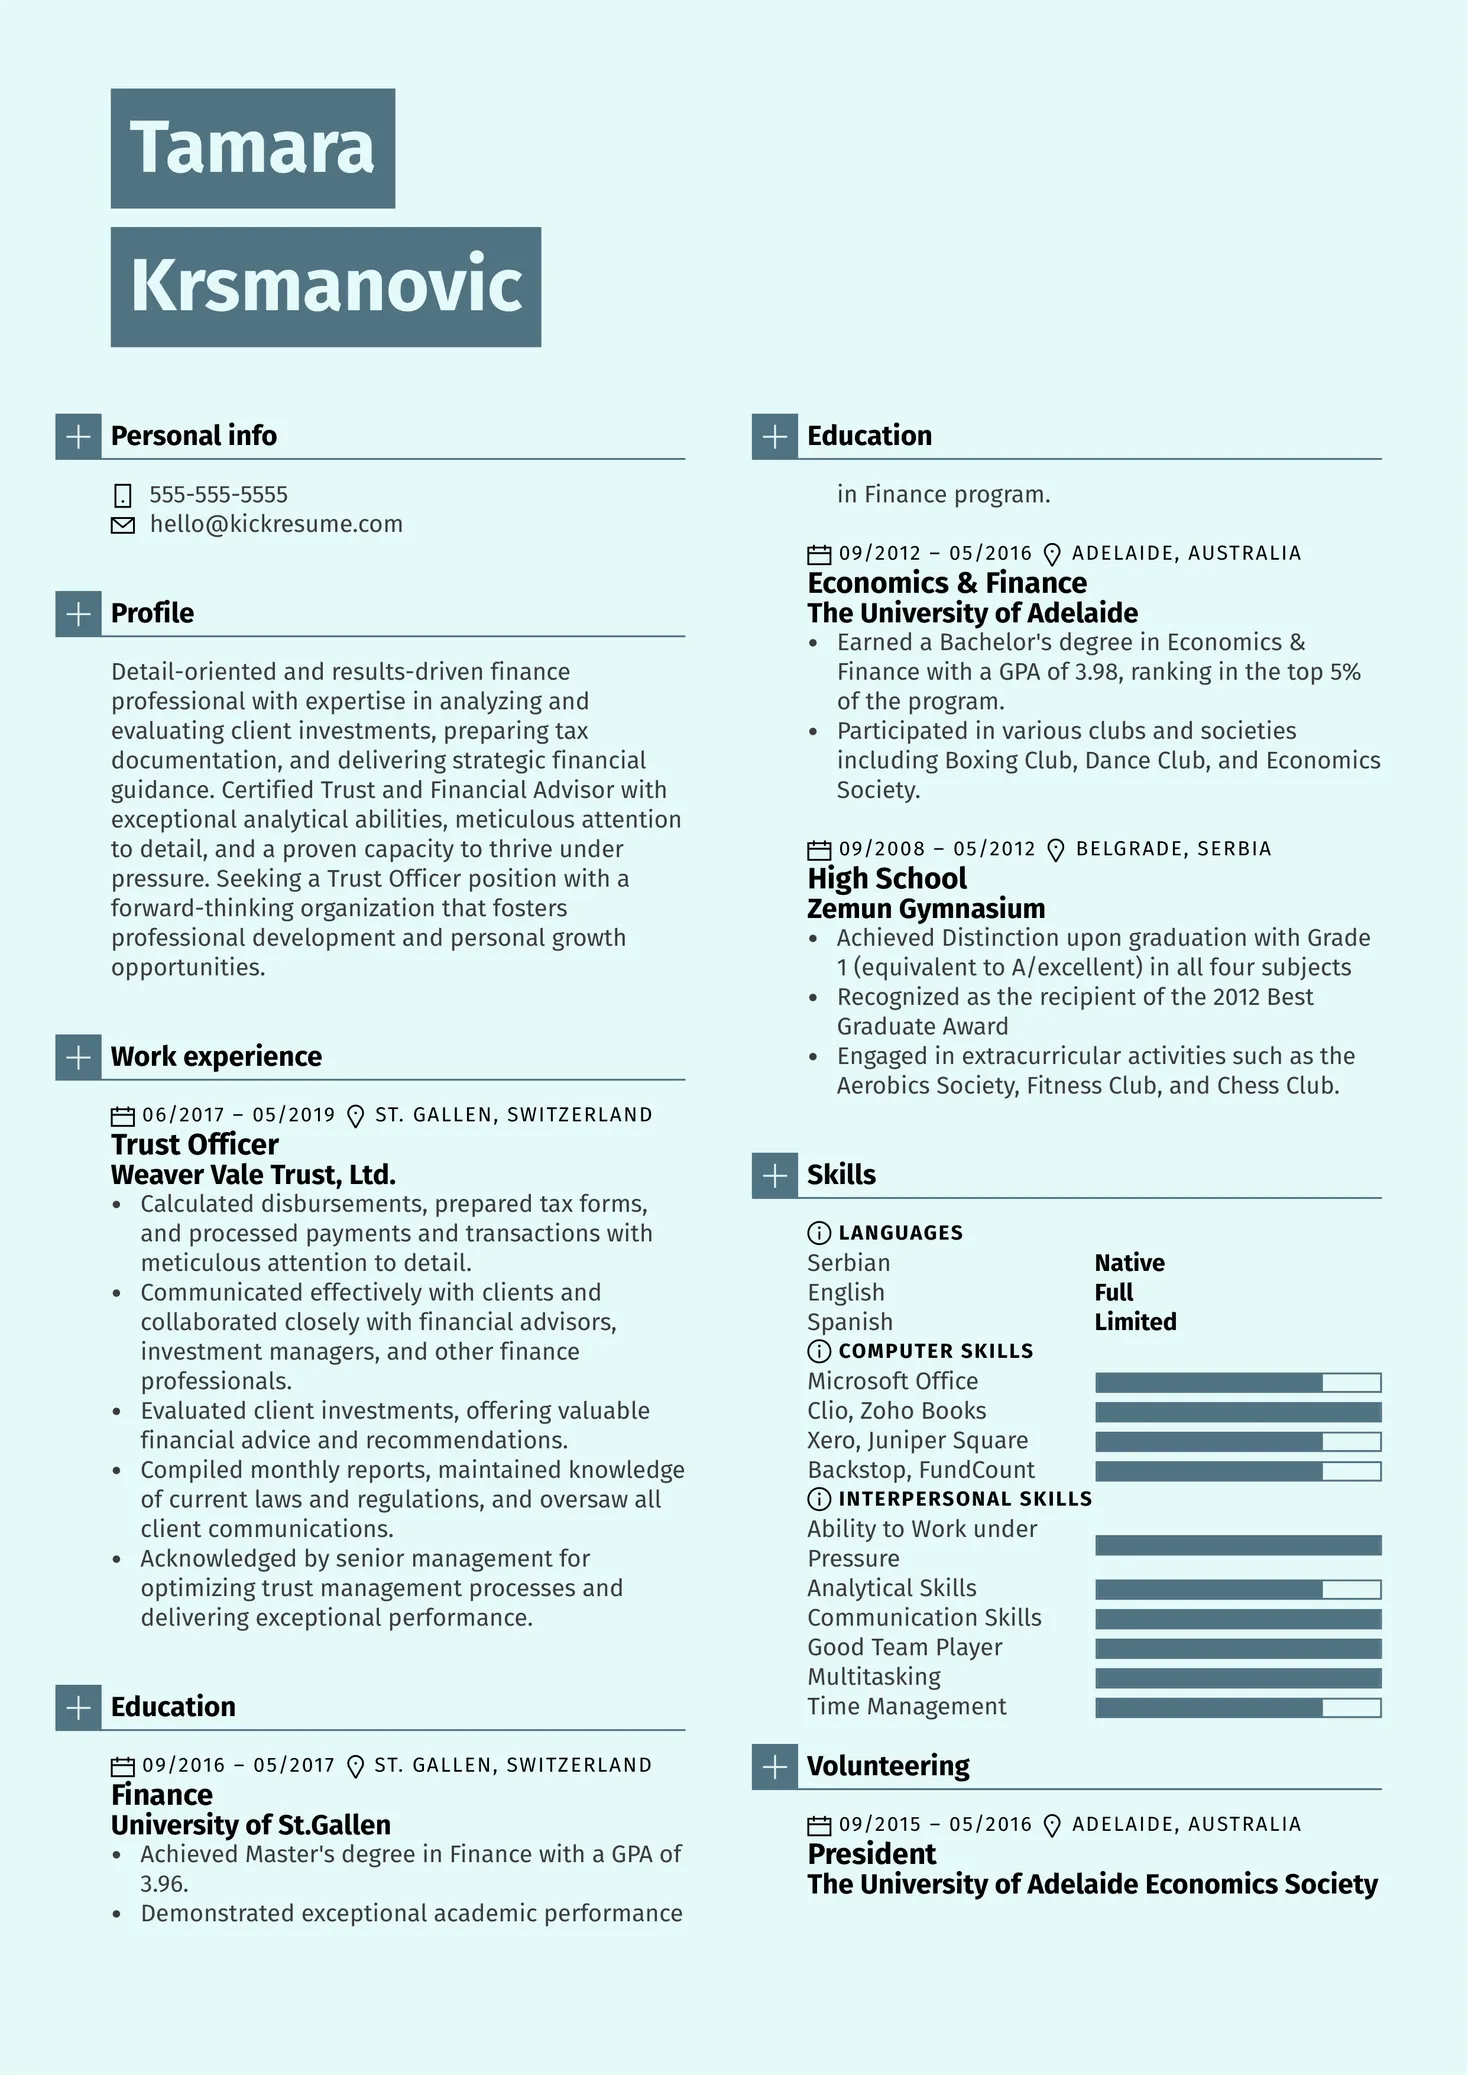 Tamara
Krsmanovic
Personal info
555-555-5555
hello@kickresume.com
Profile
Detail-oriented and results-driven finance
professional with expertise in analyzing and
evaluating client investments, preparing tax
documentation, and delivering strategic financial
guidance. Certified Trust and Financial Advisor with
exceptional analytical abilities, meticulous attention
to detail, and a proven capacity to thrive under
pressure. Seeking a Trust Officer position with a
forward-thinking organization that fosters
professional development and personal growth
opportunities.
Work experience
06/2017 – 05/2019 ST. GALLEN, SWITZERLAND
Trust Officer
Weaver Vale Trust, Ltd.
• Calculated disbursements, prepared tax forms,
and processed payments and transactions with
meticulous attention to detail.
• Communicated effectively with clients and
collaborated closely with financial advisors,
investment managers, and other finance
professionals.
• Evaluated client investments, offering valuable
financial advice and recommendations.
• Compiled monthly reports, maintained knowledge
of current laws and regulations, and oversaw all
client communications.
• Acknowledged by senior management for
optimizing trust management processes and
delivering exceptional performance.
Education
09/2016 – 05/2017 ST. GALLEN, SWITZERLAND
Finance
University of St.Gallen
• Achieved Master's degree in Finance with a GPA of
3.96.
• Demonstrated exceptional academic performance
Education
in Finance program.
09/2012 – 05/2016 ADELAIDE, AUSTRALIA
Economics & Finance
The University of Adelaide
• Earned a Bachelor's degree in Economics &
Finance with a GPA of 3.98, ranking in the top 5%
of the program.
• Participated in various clubs and societies
including Boxing Club, Dance Club, and Economics
Society.
09/2008 – 05/2012 BELGRADE, SERBIA
High School
Zemun Gymnasium
• Achieved Distinction upon graduation with Grade
1 (equivalent to A/excellent) in all four subjects
• Recognized as the recipient of the 2012 Best
Graduate Award
• Engaged in extracurricular activities such as the
Aerobics Society, Fitness Club, and Chess Club.
Skills
LANGUAGES
Serbian Native
English Full
Spanish Limited
COMPUTER SKILLS
Microsoft Office
Clio, Zoho Books
Xero, Juniper Square
Backstop, FundCount
INTERPERSONAL SKILLS
Ability to Work under
Pressure
Analytical Skills
Communication Skills
Good Team Player
Multitasking
Time Management
Volunteering
09/2015 – 05/2016 ADELAIDE, AUSTRALIA
President
The University of Adelaide Economics Society